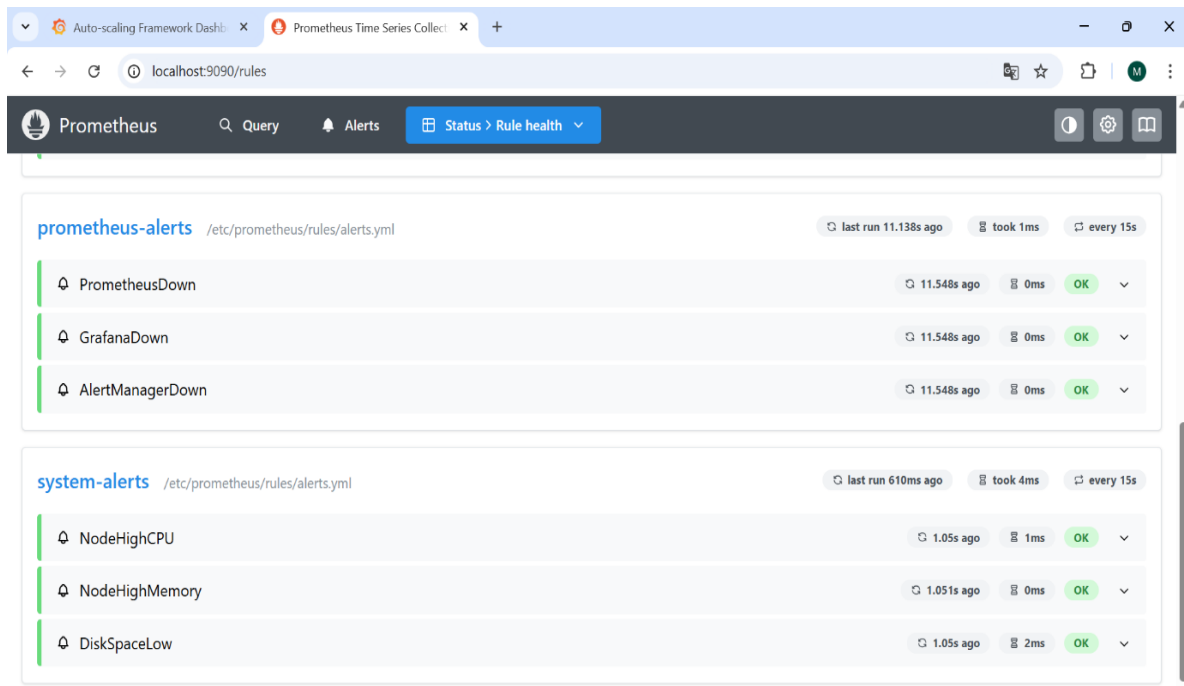 Auto-scaling Framework Dashb
Prometheus Time Series Collect
localhost:9090/rules
M
Prometheus
Query
Alerts
Status > Rule health
prometheus-alerts /etc/prometheus/rules/alerts.yml last run 11.138s ago took 1ms every 15s
PrometheusDown 11.548s ago 0ms OK
GrafanaDown 11.548s ago 0ms OK
AlertManagerDown 11.548s ago 0ms OK
system-alerts /etc/prometheus/rules/alerts.yml last run 610ms ago took 4ms every 15s
NodeHighCPU 1.05s ago 1ms OK
NodeHighMemory 1.051s ago 0ms OK
DiskSpaceLow 1.05s ago 2ms OK